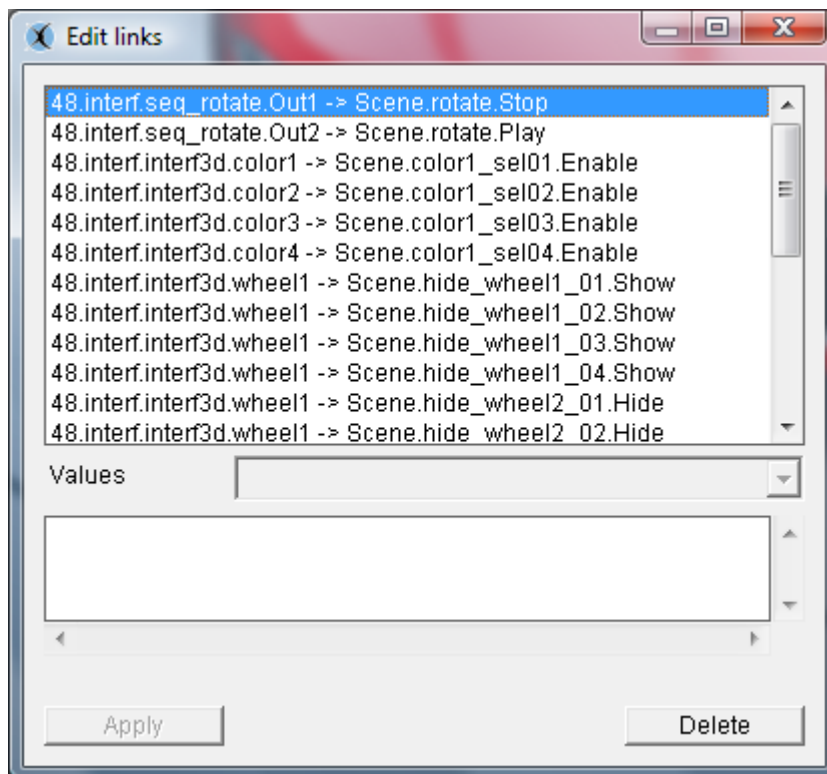 Edit links
48.interf.seq_rotate.Out1 -> Scene.rotate.Stop
48.interf.seq_rotate.Out2 -> Scene.rotate.Play
48.interf.interf3d.color1 -> Scene.color1_sel01.Enable
48.interf.interf3d.color2 -> Scene.color1_sel02.Enable
48.interf.interf3d.color3 -> Scene.color1_sel03.Enable
48.interf.interf3d.color4 -> Scene.color1_sel04.Enable
48.interf.interf3d.wheel1 -> Scene.hide_wheel1_01.Show
48.interf.interf3d.wheel1 -> Scene.hide_wheel1_02.Show
48.interf.interf3d.wheel1 -> Scene.hide_wheel1_03.Show
48.interf.interf3d.wheel1 -> Scene.hide_wheel1_04.Show
48.interf.interf3d.wheel1 -> Scene.hide_wheel2_01.Hide
48.interf.interf3d.wheel1 -> Scene.hide_wheel2_02.Hide
Values
Apply
Delete